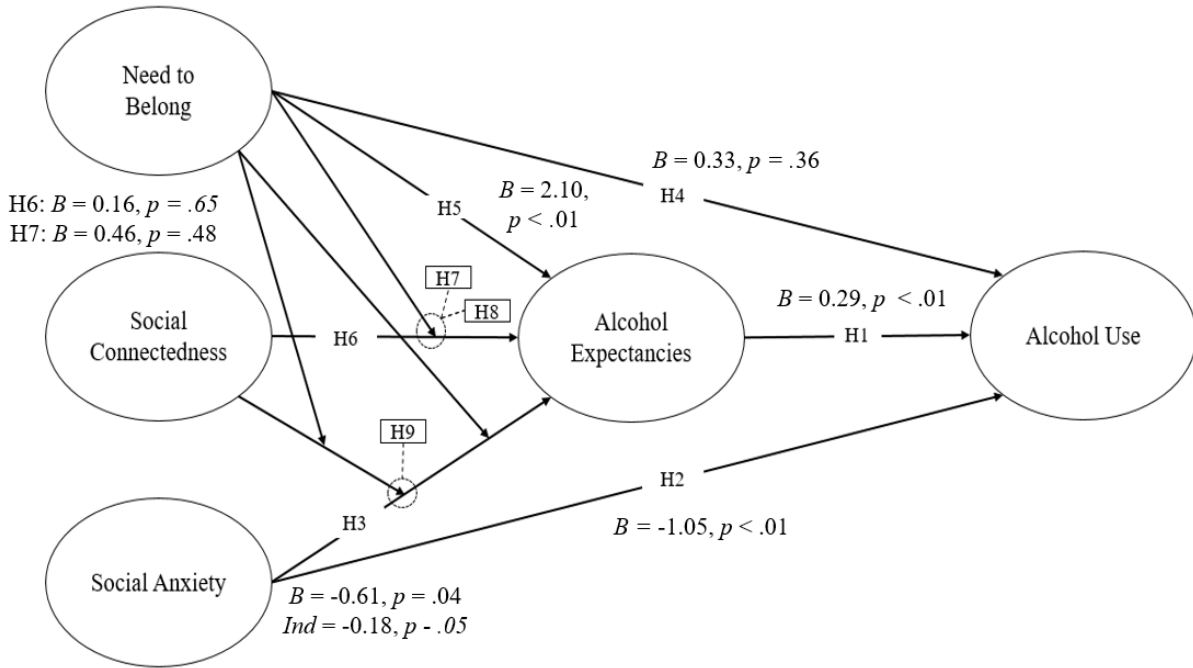 Need to
Belong
B = 0.33, p = .36
H4
B = 2.10,
p < .01
H5
H6: B = 0.16, p = .65
H7: B = 0.46, p = .48
H7
H8
Social
Connectedness
H6
Alcohol
Expectancies
B = 0.29, p < .01
H1
Alcohol Use
H9
H2
B = -1.05, p < .01
H3
Social Anxiety
B = -0.61, p = .04
Ind = -0.18, p - .05